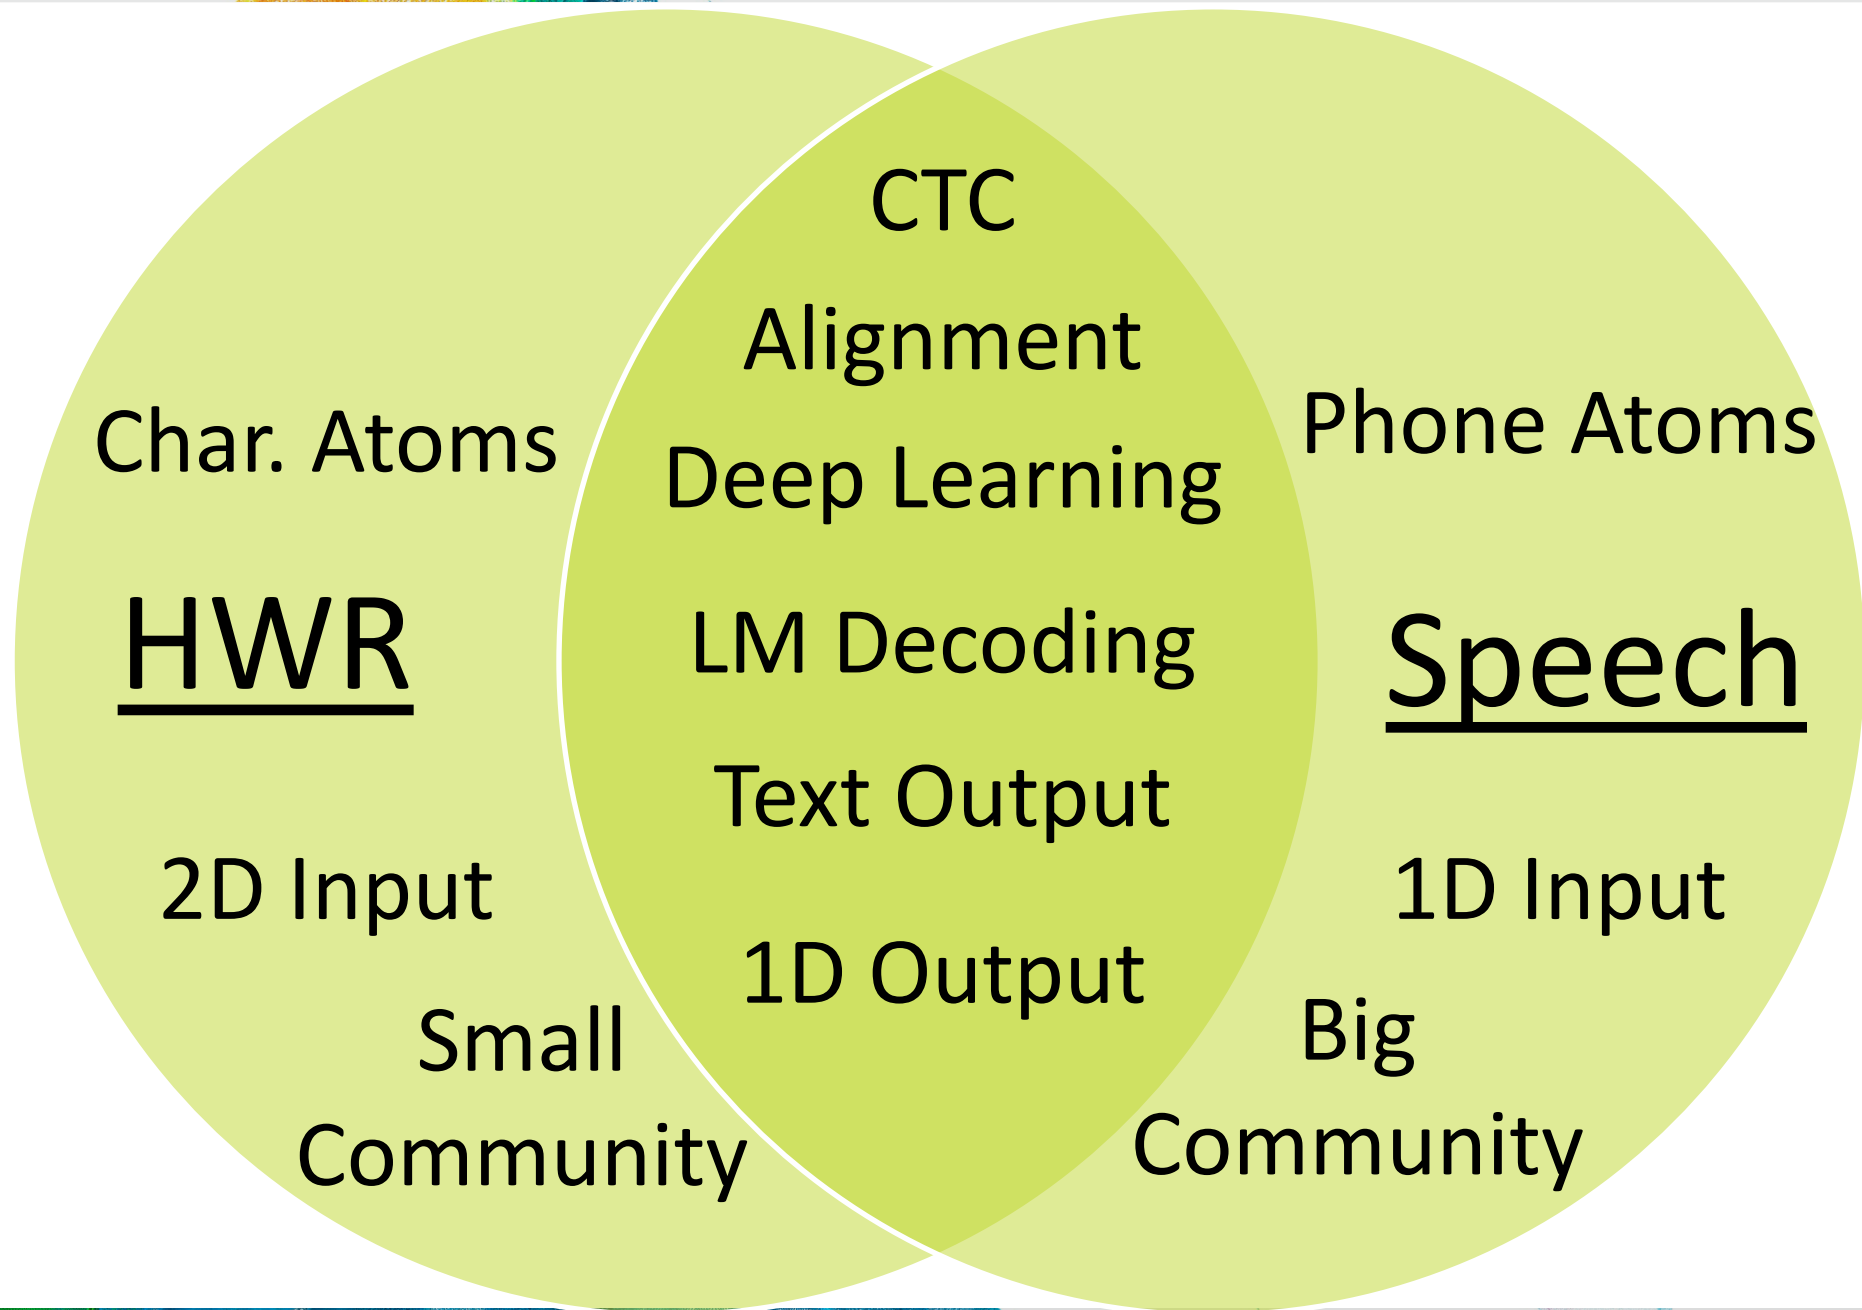 Char. Atoms
HWR
2D Input
Small
Community
CTC
Alignment
Deep Learning
LM Decoding
Text Output
1D Output
Phone Atoms
Speech
1D Input
Big
Community